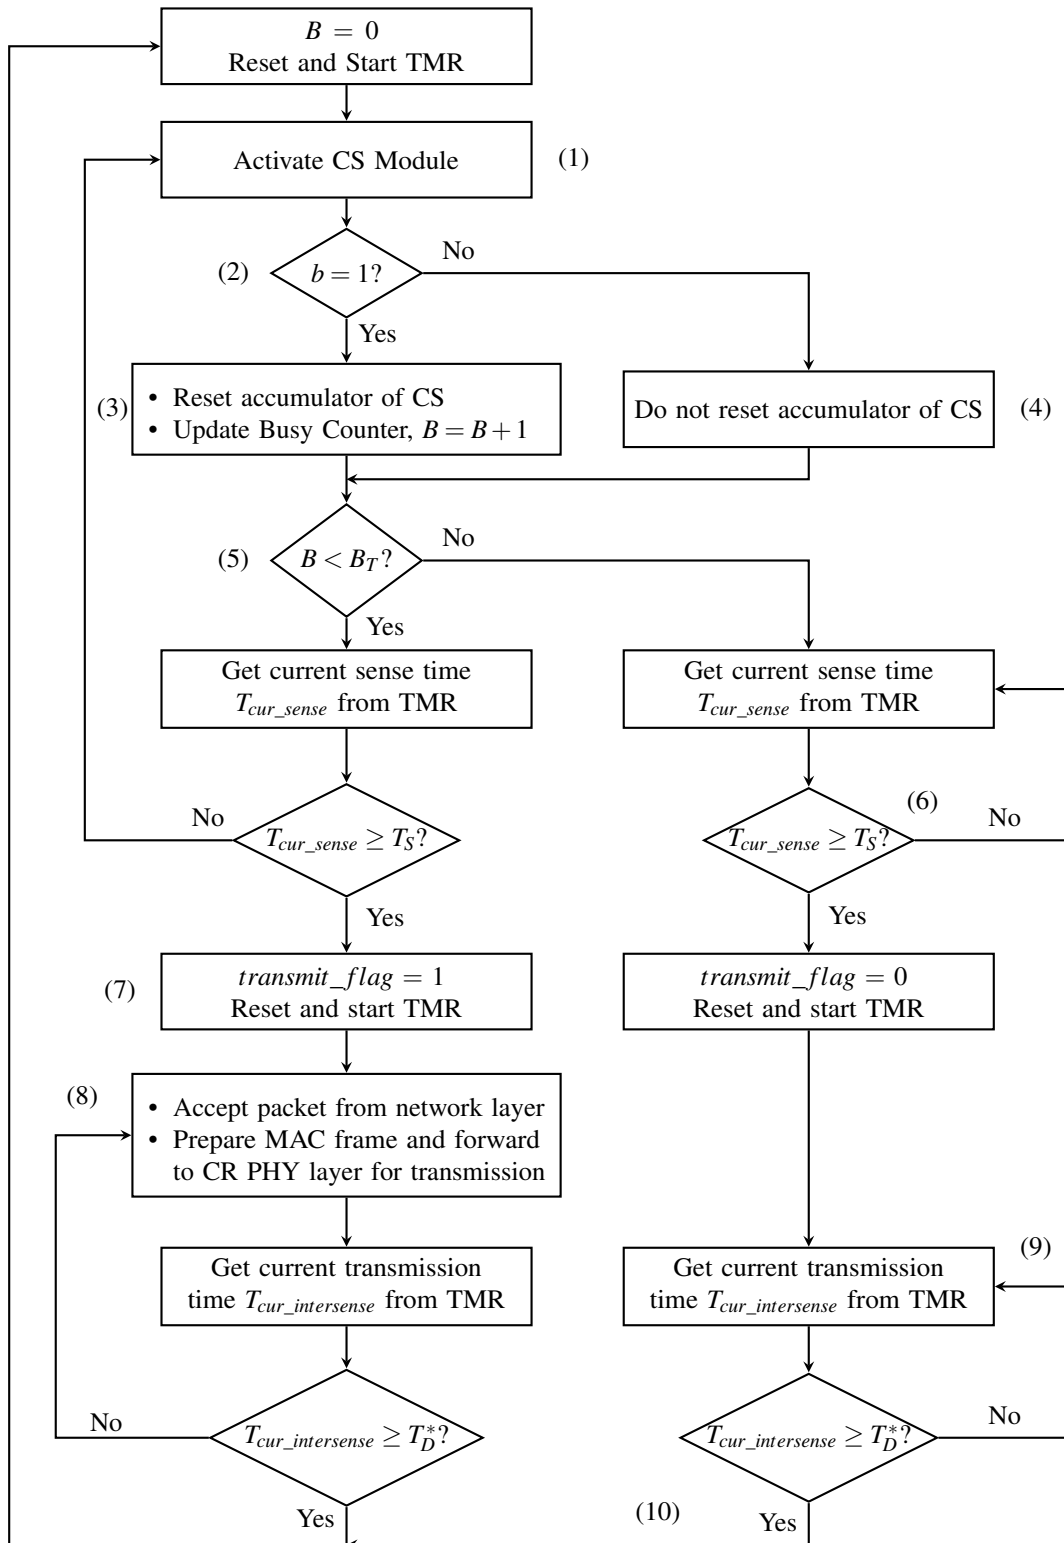 B = 0
Reset and Start TMR
Activate CS Module
(1)
(2)
b = 1?
No
Yes
(3)
• Reset accumulator of CS
• Update Busy Counter, B = B + 1
Do not reset accumulator of CS
(4)
(5)
B < B_T?
No
Yes
Get current sense time
T_cur_sense from TMR
Get current sense time
T_cur_sense from TMR
No
T_cur_sense ≥ T_S?
Yes
(6)
T_cur_sense ≥ T_S?
No
Yes
(7)
transmit_flag = 1
Reset and start TMR
transmit_flag = 0
Reset and start TMR
(8)
• Accept packet from network layer
• Prepare MAC frame and forward
to CR PHY layer for transmission
Get current transmission
time T_cur_intersense from TMR
Get current transmission
time T_cur_intersense from TMR
(9)
No
T_cur_intersense ≥ T_D^*?
Yes
T_cur_intersense ≥ T_D^*?
No
(10)
Yes